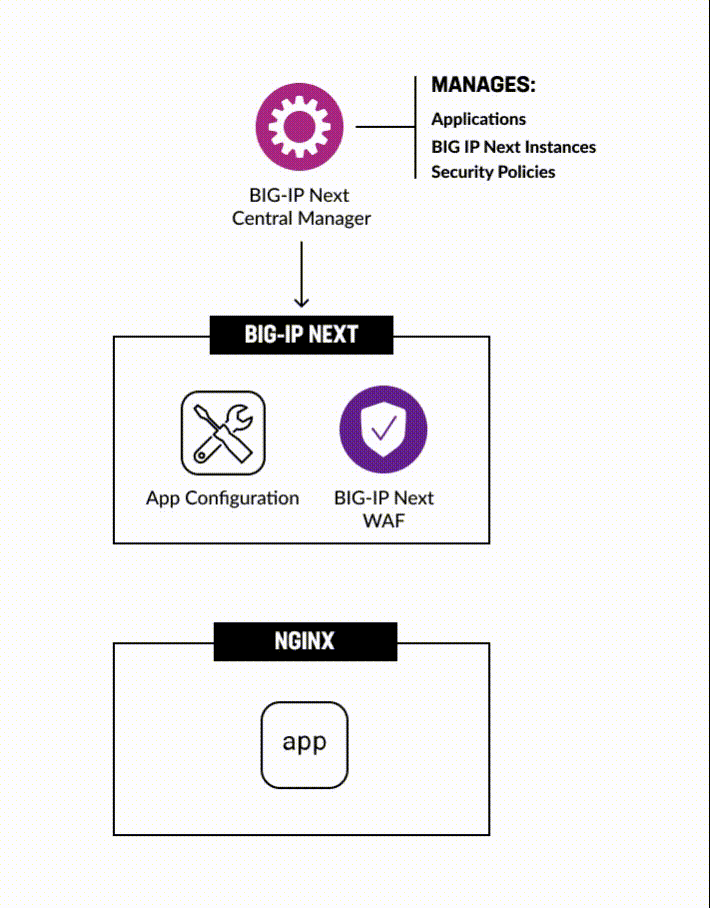 MANAGES:
Applications
BIG IP Next Instances
Security Policies
BIG-IP Next
Central Manager
BIG-IP NEXT
App Configuration
BIG-IP Next
WAF
NGINX
app